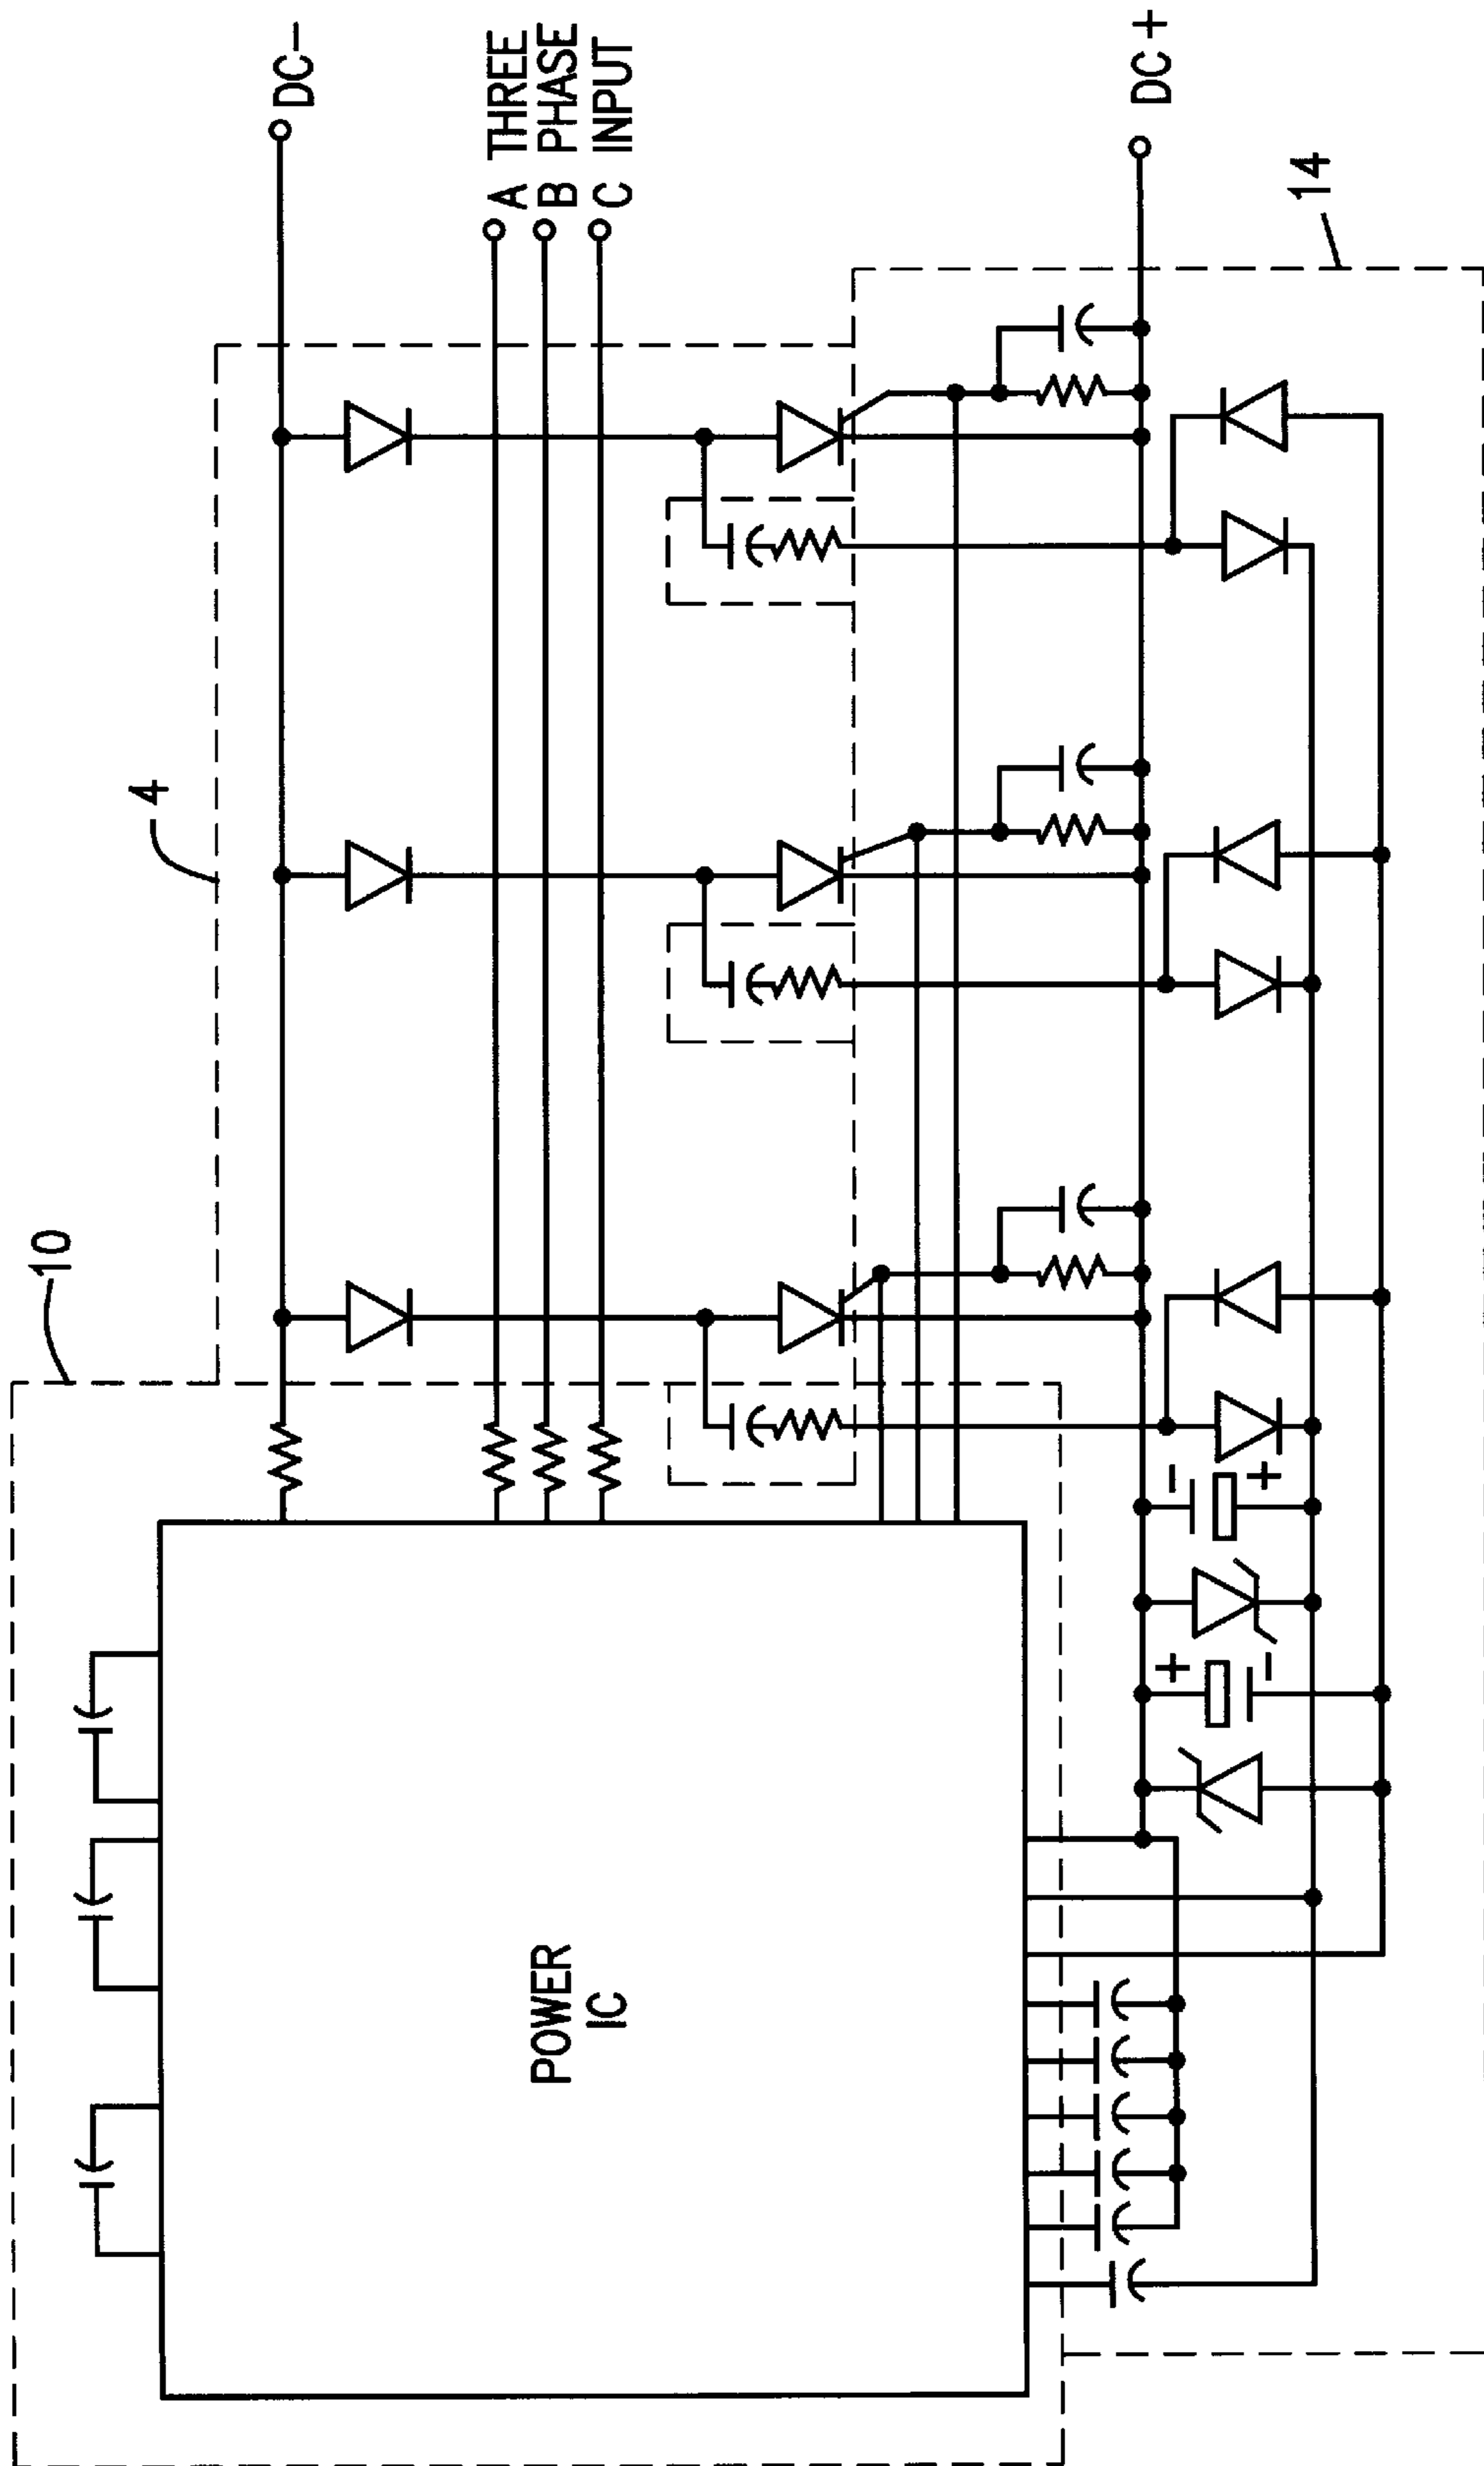 10
4
14
DC-
A THREE
B PHASE
C INPUT
DC+
POWER
IC
-
+
+
-